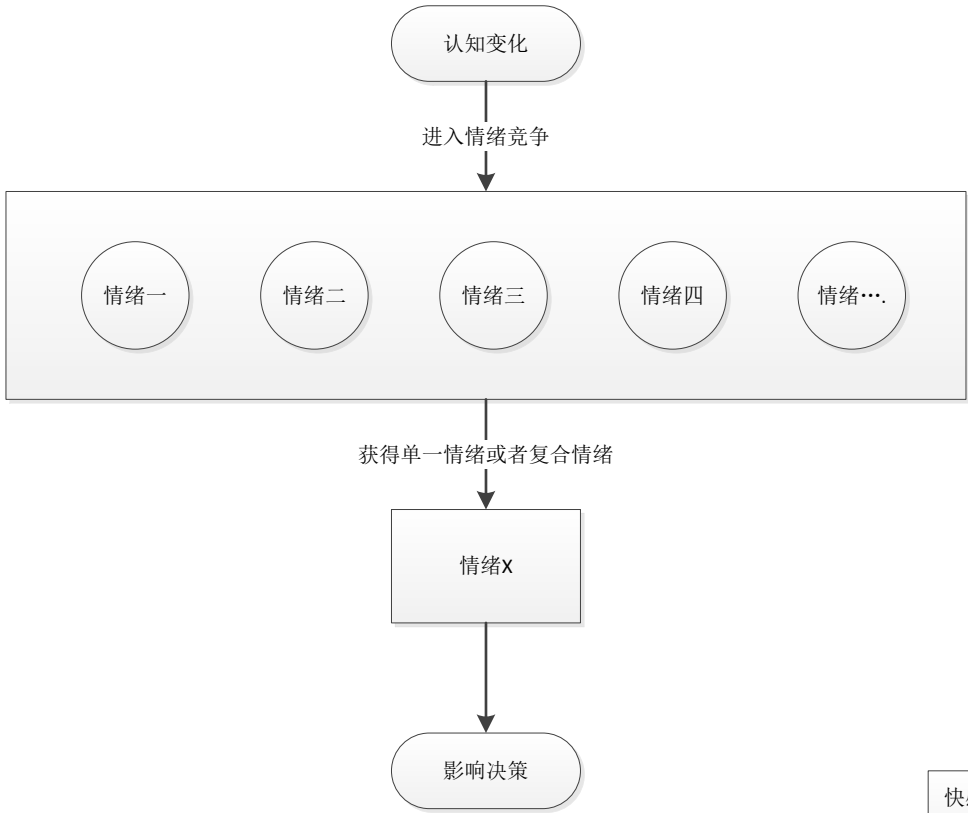 认知变化
进入情绪竞争
情绪一
情绪二
情绪三
情绪四
情绪….
获得单一情绪或者复合情绪
情绪X
影响决策
快